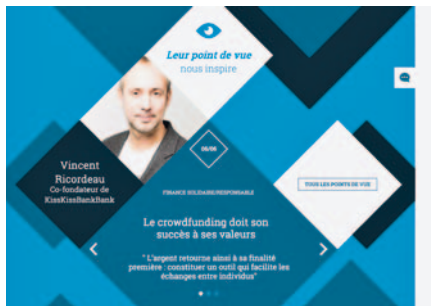 Leur point de vue
nous inspire
Vincent
Ricordeau
Co-fondateur de
KissKissBankBank
06/06
FINANCE SOLIDAIRE/RESPONSABLE
TOUS LES POINTS DE VUE
Le crowdfunding doit son
succès à ses valeurs
" L'argent retourne ainsi à sa finalité
première : constituer un outil qui facilite les
échanges entre individus"